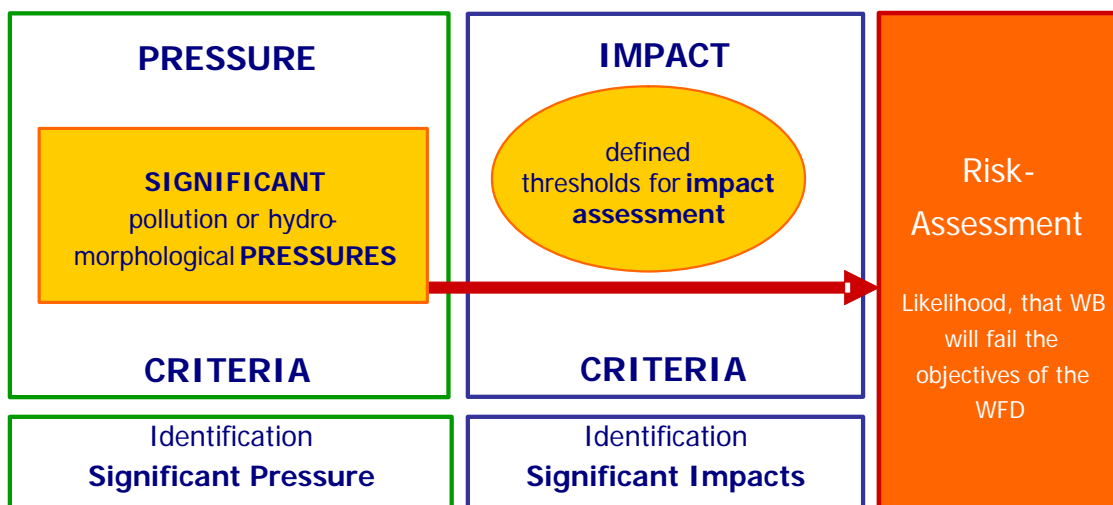 PRESSURE
SIGNIFICANT
pollution or hydro-
morphological PRESSURES
CRITERIA
Identification
Significant Pressure
IMPACT
defined
thresholds for impact
assessment
CRITERIA
Identification
Significant Impacts
Risk-
Assessment
Likelihood, that WB
will fail the
objectives of the
WFD